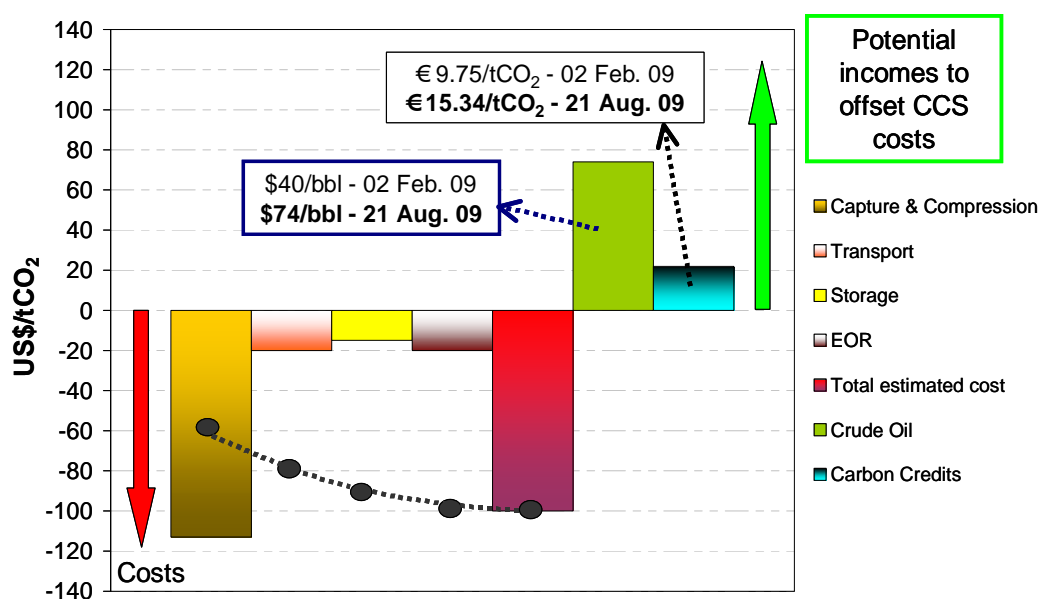 140
120
100
80
60
40
20
0
-20
-40
-60
-80
-100
-120
-140
US$/tCO₂
€9.75/tCO₂ - 02 Feb. 09
€15.34/tCO₂ - 21 Aug. 09
$40/bbl - 02 Feb. 09
$74/bbl - 21 Aug. 09
Costs
Potential
incomes to
offset CCS
costs
Capture & Compression
Transport
Storage
EOR
Total estimated cost
Crude Oil
Carbon Credits